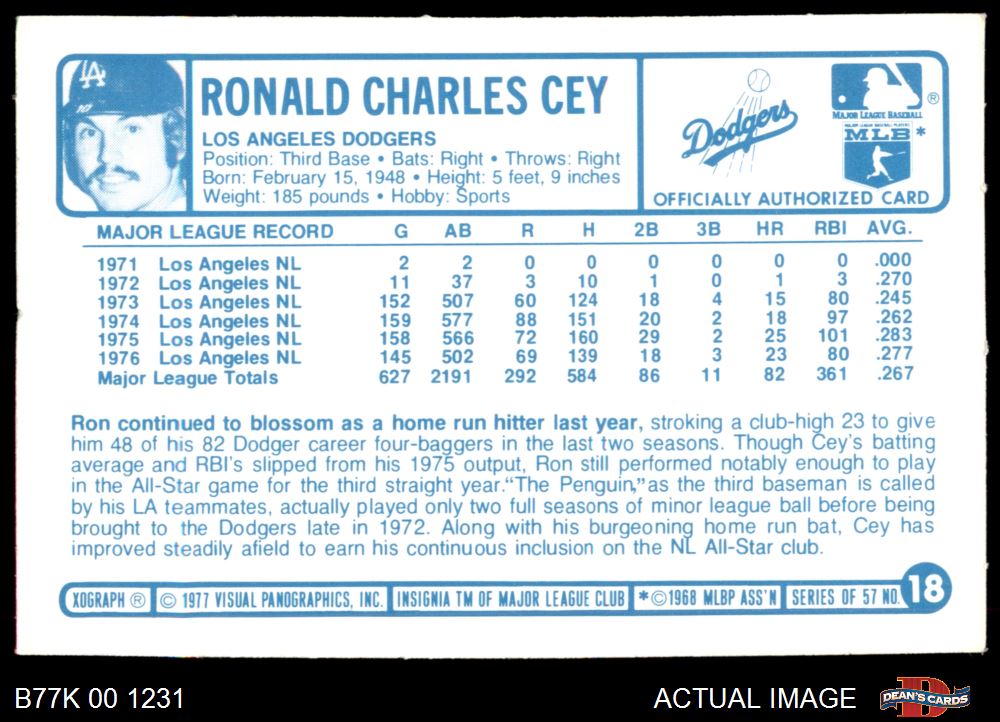 LA
RONALD CHARLES CEY
LOS ANGELES DODGERS
Position: Third Base • Bats: Right • Throws: Right
Born: February 15, 1948 • Height: 5 feet, 9 inches
Weight: 185 pounds • Hobby: Sports
Dodgers
®
MAJOR LEAGUE BASEBALL
MAJOR LEAGUE BASEBALL PLAYERS
MLB *
OFFICIALLY AUTHORIZED CARD
MAJOR LEAGUE RECORD G AB R H 2B 3B HR RBI AVG.
1971 Los Angeles NL 2 2 0 0 0 0 0 0 .000
1972 Los Angeles NL 11 37 3 10 1 0 1 3 .270
1973 Los Angeles NL 152 507 60 124 18 4 15 80 .245
1974 Los Angeles NL 159 577 88 151 20 2 18 97 .262
1975 Los Angeles NL 158 566 72 160 29 2 25 101 .283
1976 Los Angeles NL 145 502 69 139 18 3 23 80 .277
Major League Totals 627 2191 292 584 86 11 82 361 .267
Ron continued to blossom as a home run hitter last year, stroking a club-high 23 to give
him 48 of his 82 Dodger career four-baggers in the last two seasons. Though Cey's batting
average and RBI's slipped from his 1975 output, Ron still performed notably enough to play
in the All-Star game for the third straight year. "The Penguin," as the third baseman is called
by his LA teammates, actually played only two full seasons of minor league ball before being
brought to the Dodgers late in 1972. Along with his burgeoning home run bat, Cey has
improved steadily afield to earn his continuous inclusion on the NL All-Star club.
XOGRAPH ® © 1977 VISUAL PANOGRAPHICS, INC. INSIGNIA TM OF MAJOR LEAGUE CLUB *©1968 MLBP ASS'N SERIES OF 57 NO. 18
B77K 00 1231 ACTUAL IMAGE DEAN'S CARDS